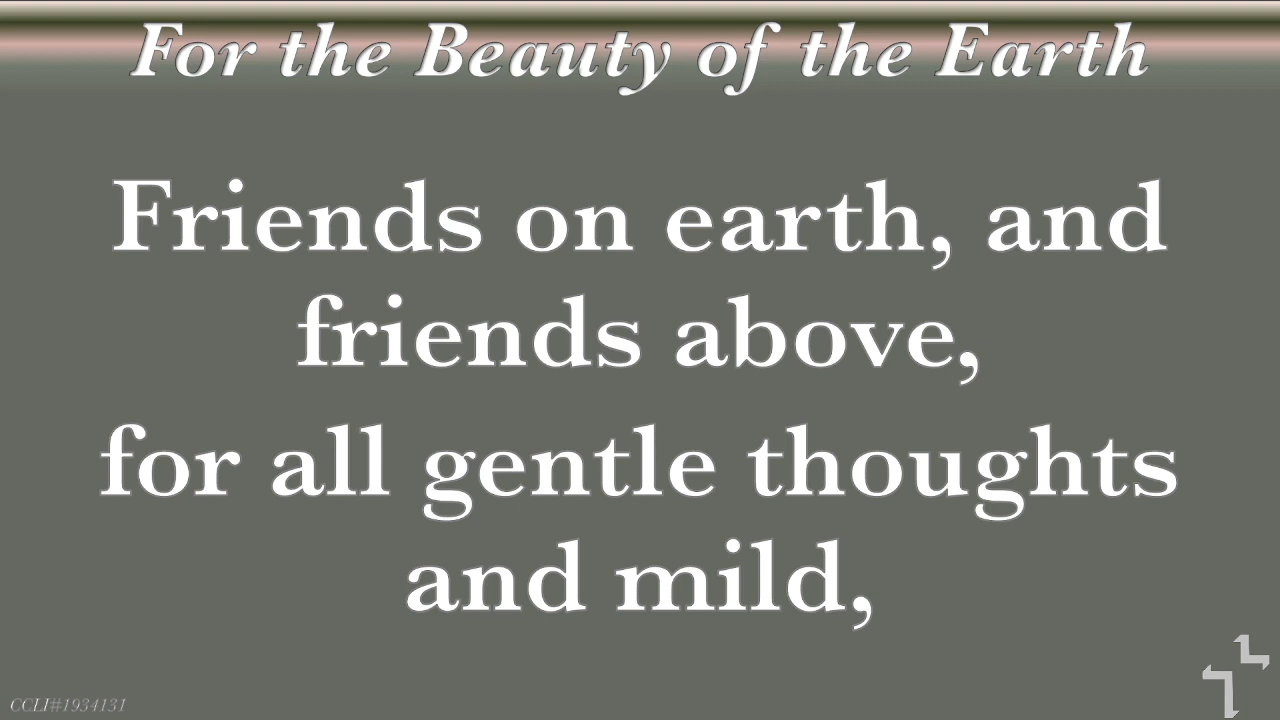 For the Beauty of the Earth
Friends on earth, and
friends above,
for all gentle thoughts
and mild,
CCLI#1934131